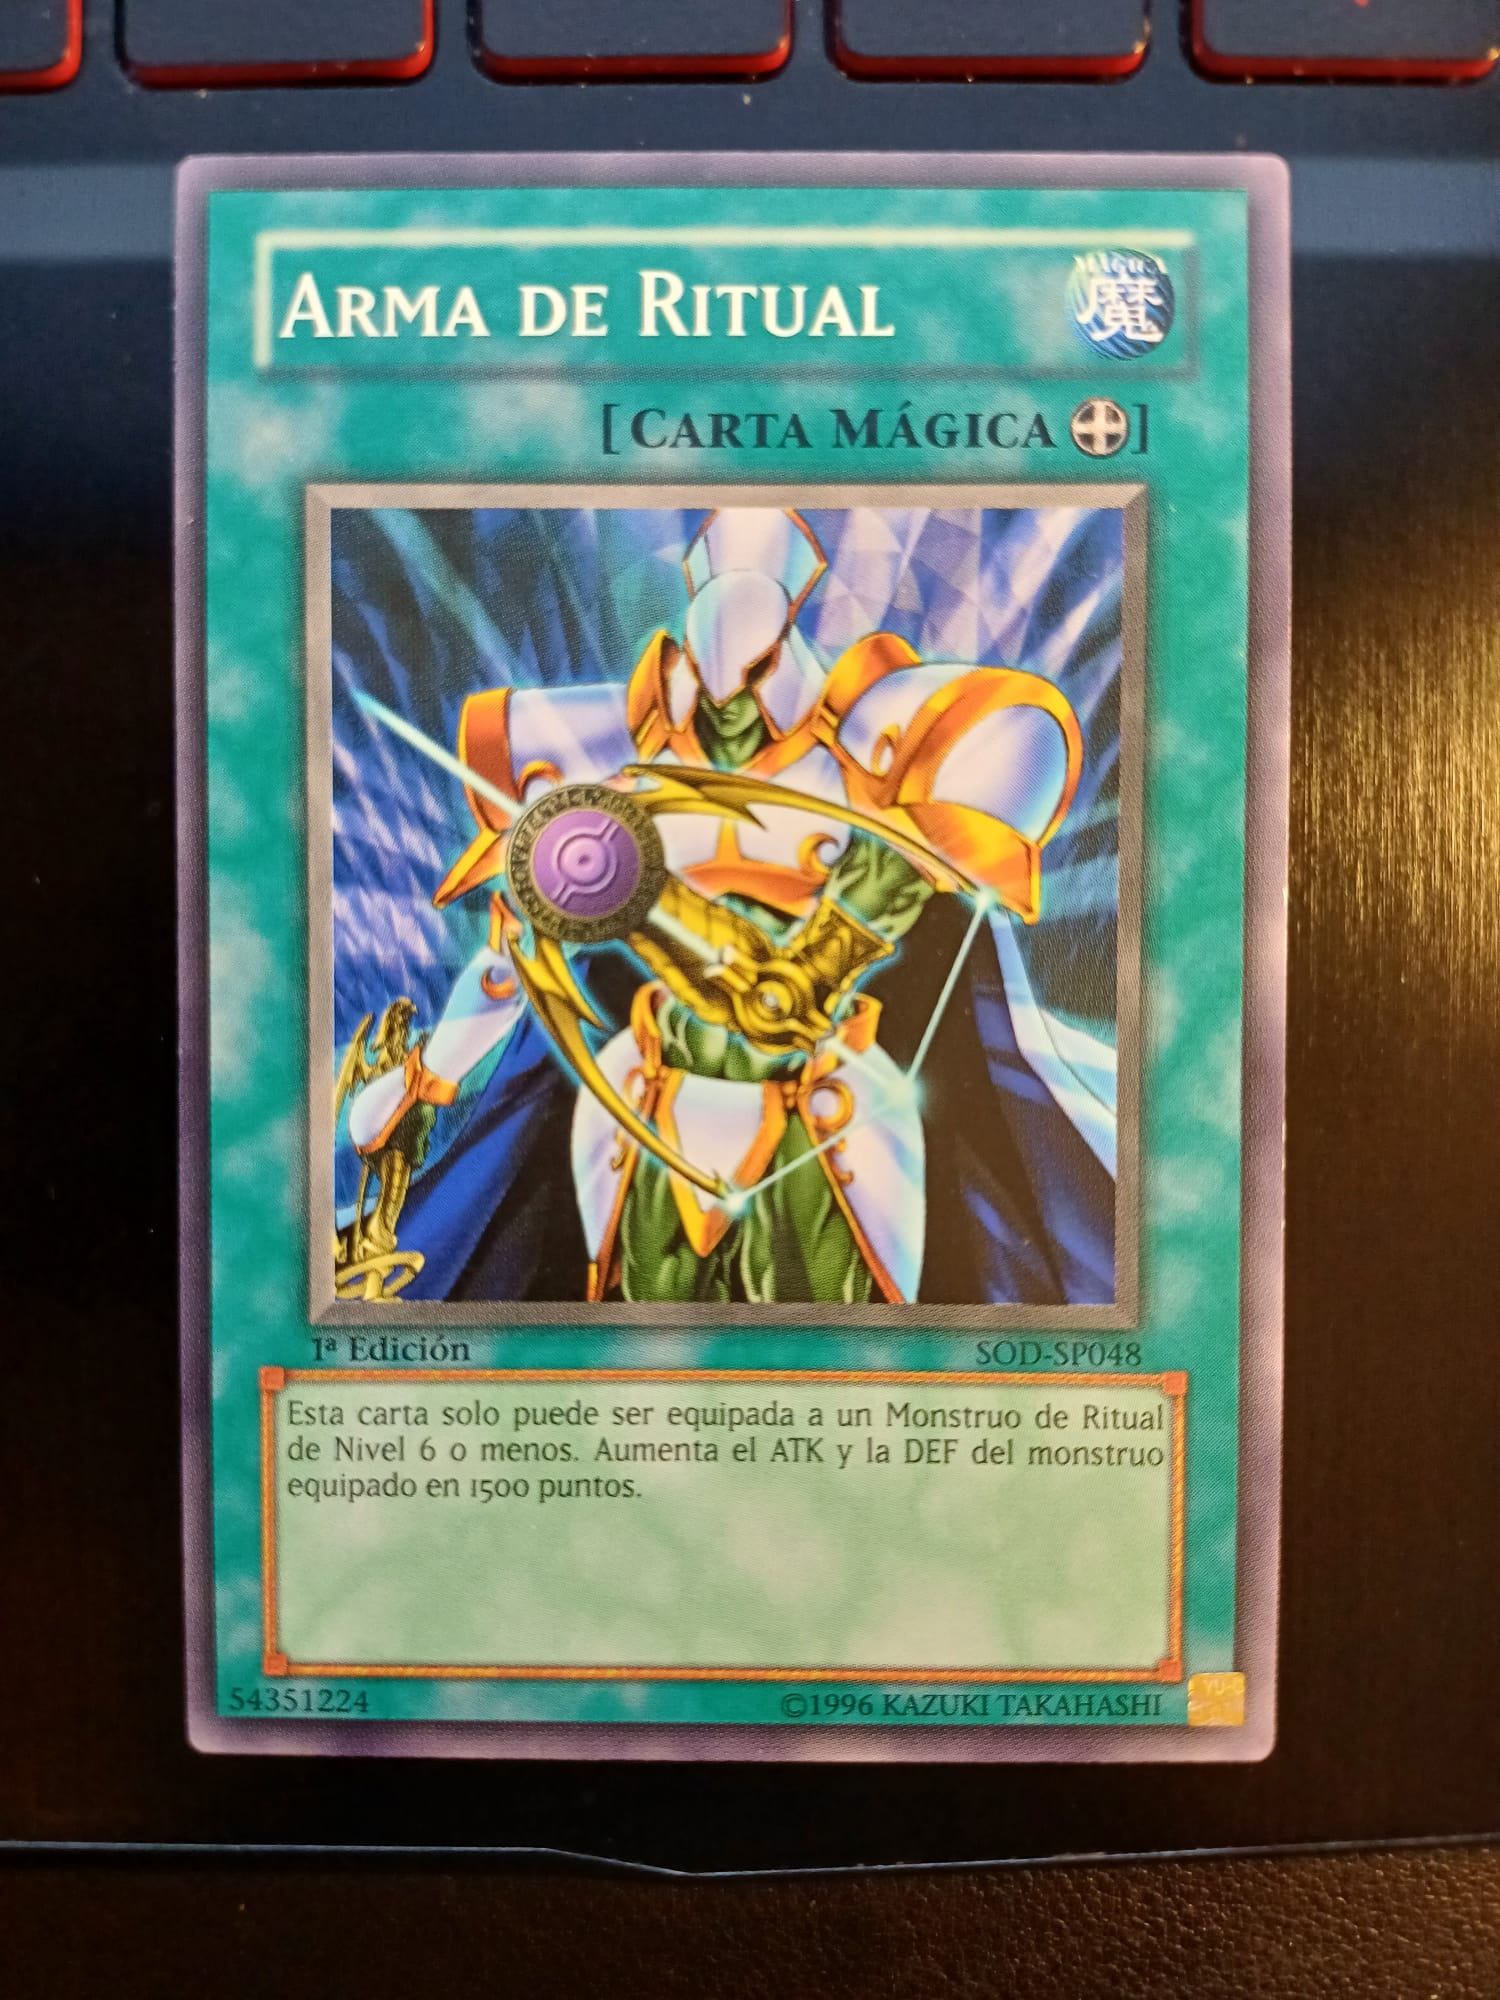 ARMA DE RITUAL
MÁGICA
魔
[CARTA MÁGICA]
1ª Edición
SOD-SP048
Esta carta solo puede ser equipada a un Monstruo de Ritual
de Nivel 6 o menos. Aumenta el ATK y la DEF del monstruo
equipado en 1500 puntos.
54351224
©1996 KAZUKI TAKAHASHI